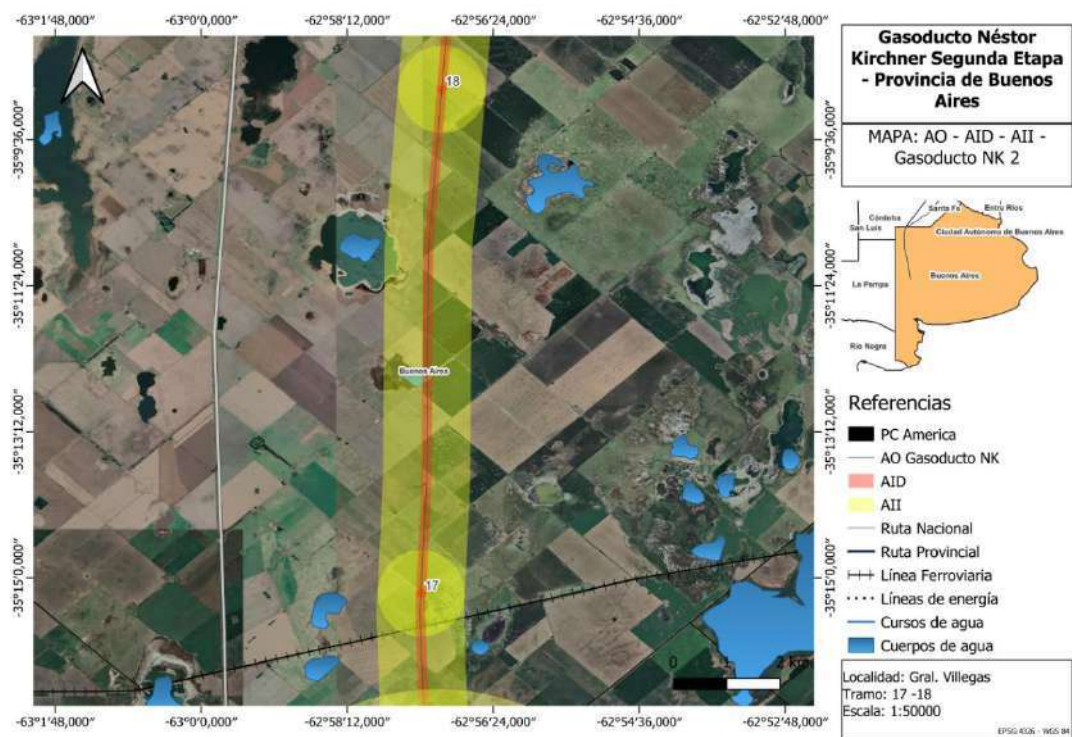 -63°1'48,000″
-63°0'0,000″
-62°58'12,000″
-62°56'24,000″
-62°54'36,000″
-62°52'48,000″
-35°9'36,000″
-35°11'24,000″
-35°13'12,000″
-35°15'0,000″
18
Buenos Aires
17
0 1 2 km
-35°9'36,000″
-35°11'24,000″
-35°13'12,000″
-35°15'0,000″
-63°1'48,000″
-63°0'0,000″
-62°58'12,000″
-62°56'24,000″
-62°54'36,000″
-62°52'48,000″
Gasoducto Néstor
Kirchner Segunda Etapa
- Provincia de Buenos
Aires
MAPA: AO - AID - AII -
Gasoducto NK 2
Santa Fe
Entre Ríos
Córdoba
San Luis
Ciudad Autónoma de Buenos Aires
Buenos Aires
La Pampa
Río Negro
Referencias
PC America
AO Gasoducto NK
AID
AII
Ruta Nacional
Ruta Provincial
Línea Ferroviaria
Líneas de energía
Cursos de agua
Cuerpos de agua
Localidad: Gral. Villegas
Tramo: 17 -18
Escala: 1:50000
EPSG 4326 - WGS 84